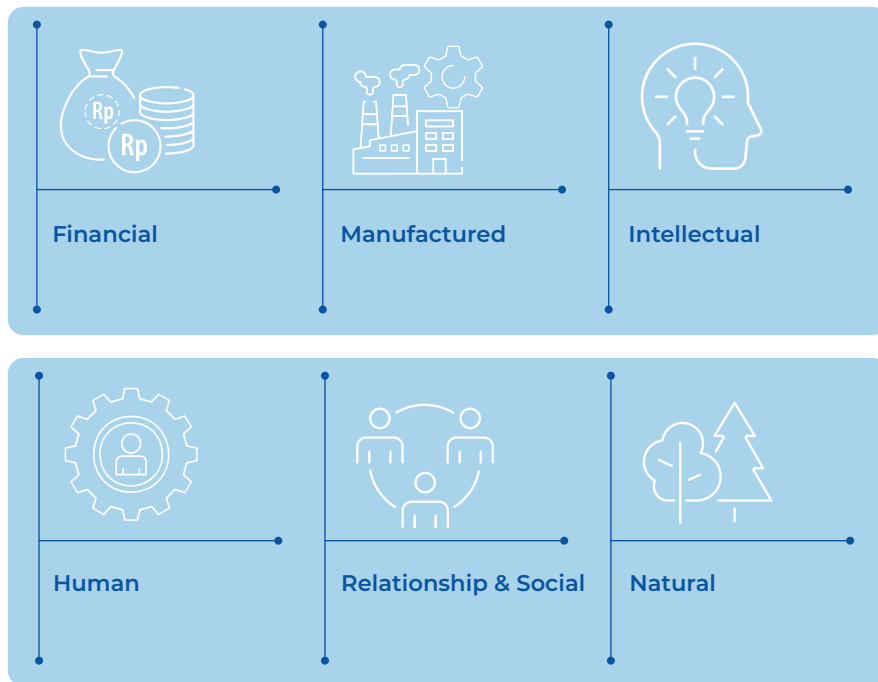 Rp
Rp
Financial
Manufactured
Intellectual
Human
Relationship & Social
Natural